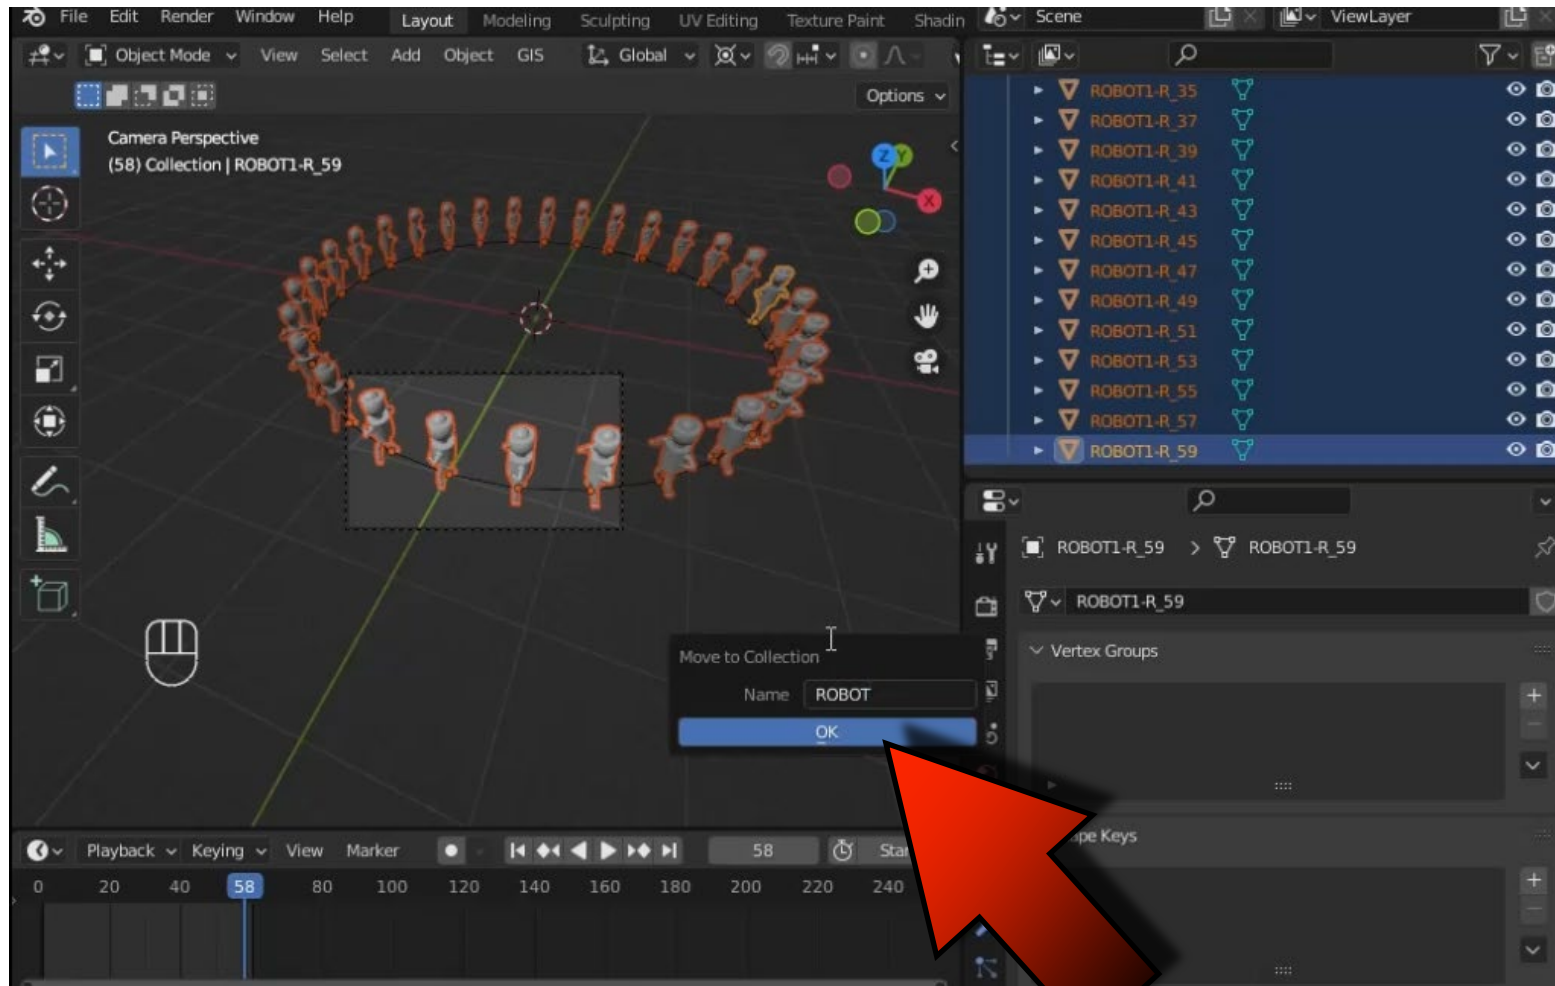 File Edit Render Window Help Layout Modeling Sculpting UV Editing Texture Paint Shadin Scene ViewLayer
Object Mode View Select Add Object GIS Global
Options
Camera Perspective
(58) Collection | ROBOT1-R_59
Z Y
X
ROBOT1-R_35
ROBOT1-R_37
ROBOT1-R_39
ROBOT1-R_41
ROBOT1-R_43
ROBOT1-R_45
ROBOT1-R_47
ROBOT1-R_49
ROBOT1-R_51
ROBOT1-R_53
ROBOT1-R_55
ROBOT1-R_57
ROBOT1-R_59
ROBOT1-R_59 > ROBOT1-R_59
ROBOT1-R_59
Vertex Groups
Move to Collection
Name ROBOT
OK
ape Keys
Playback Keying View Marker 58 Star
0 20 40 58 80 100 120 140 160 180 200 220 240